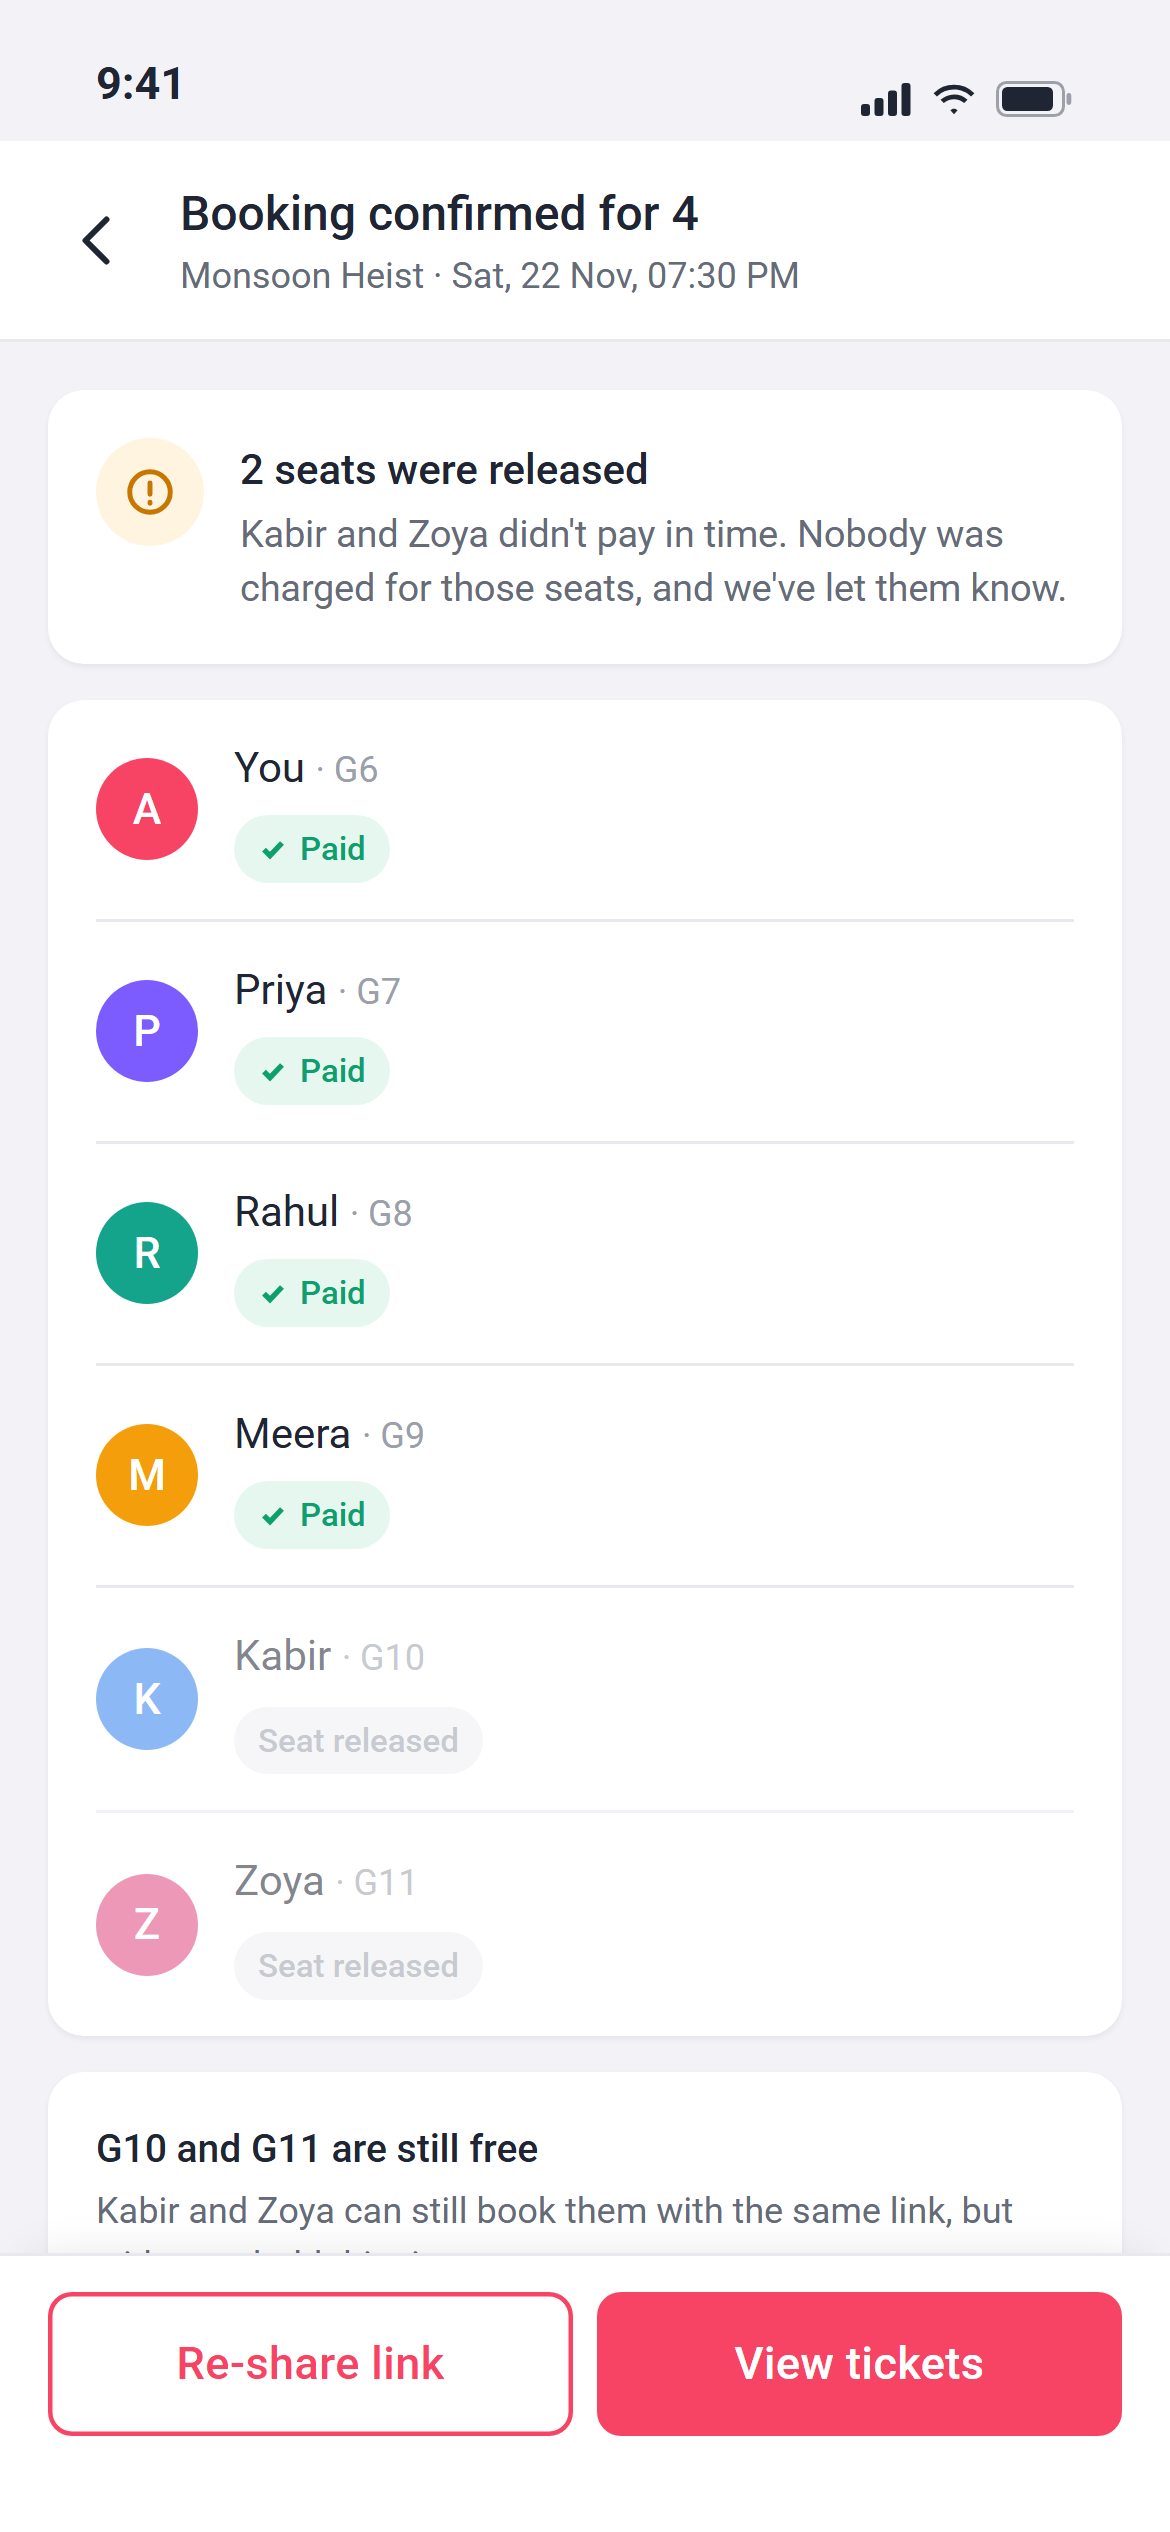 9:41
Booking confirmed for 4
Monsoon Heist · Sat, 22 Nov, 07:30 PM
2 seats were released
Kabir and Zoya didn't pay in time. Nobody was
charged for those seats, and we've let them know.
A
You · G6
Paid
P
Priya · G7
Paid
R
Rahul · G8
Paid
M
Meera · G9
Paid
K
Kabir · G10
Seat released
Z
Zoya · G11
Seat released
G10 and G11 are still free
Kabir and Zoya can still book them with the same link, but
Re-share link
View tickets